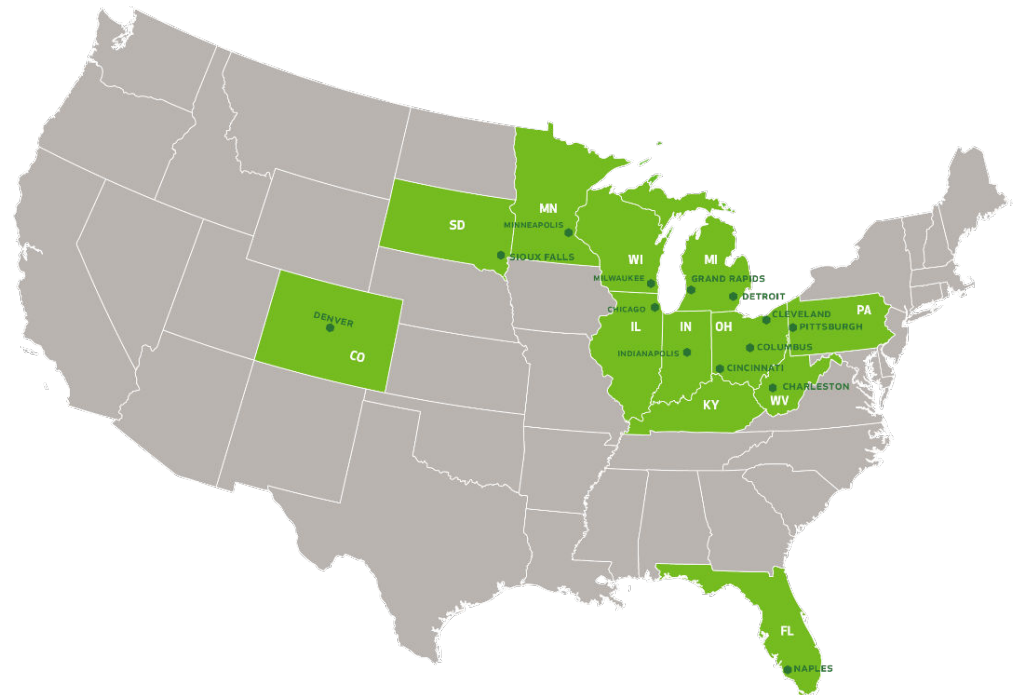 MN
SD
MINNEAPOLIS
SIOUX FALLS
WI
MI
MILWAUKEE
GRAND RAPIDS
DETROIT
CHICAGO
PA
CLEVELAND
DENVER
IL
IN
OH
PITTSBURGH
COLUMBUS
CO
INDIANAPOLIS
CINCINNATI
CHARLESTON
WV
KY
FL
NAPLES